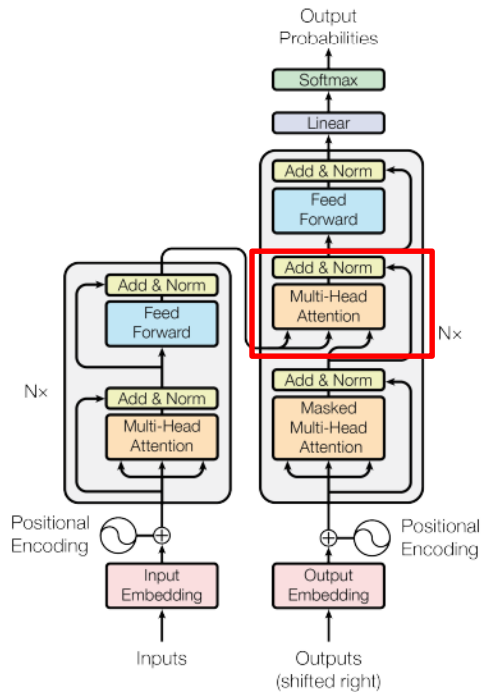 Output
Probabilities
Softmax
Linear
Add & Norm
Feed
Forward
Add & Norm
Multi-Head
Attention
Nx
Add & Norm
Masked
Multi-Head
Attention
Add & Norm
Feed
Forward
Nx
Add & Norm
Multi-Head
Attention
Positional
Encoding
Positional
Encoding
Input
Embedding
Output
Embedding
Inputs
Outputs
(shifted right)